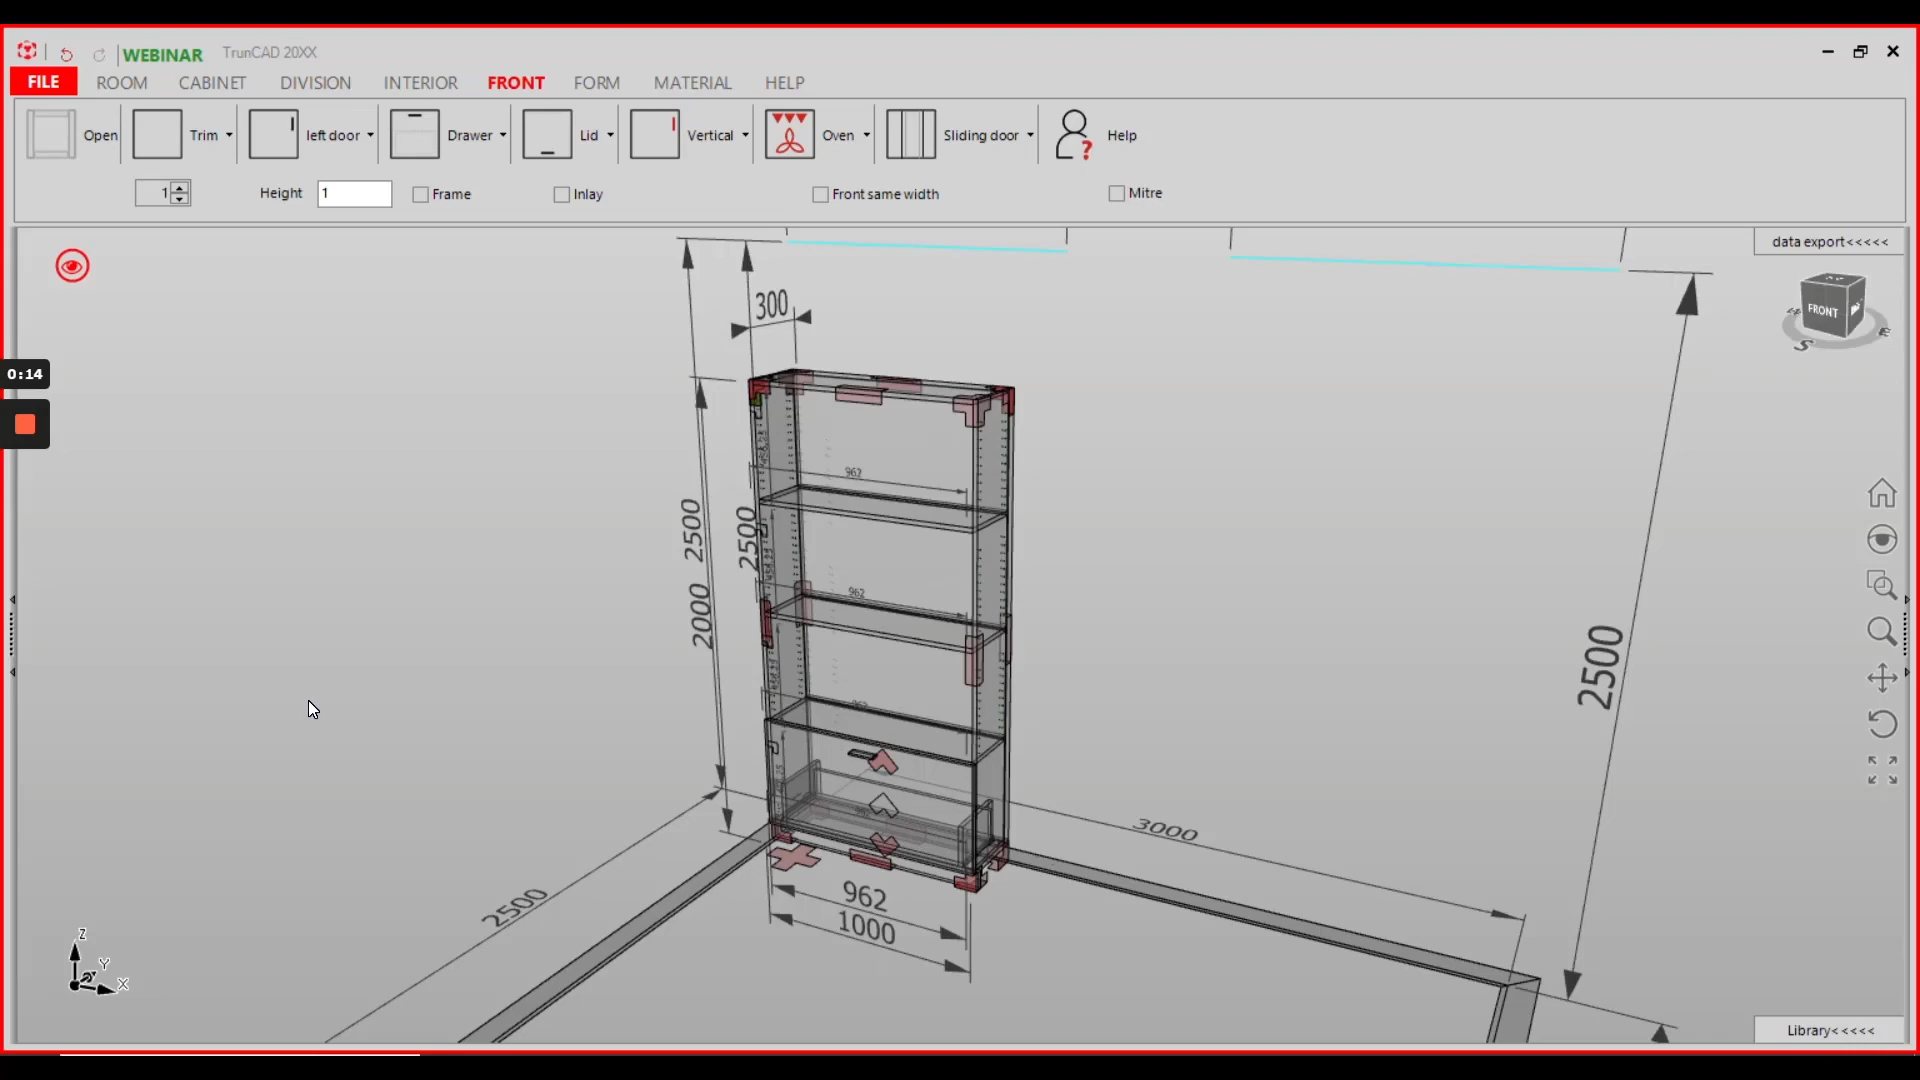 WEBINAR TrunCAD 20XX
FILE ROOM CABINET DIVISION INTERIOR FRONT FORM MATERIAL HELP
Open Trim left door Drawer Lid Vertical Oven Sliding door ? Help
1 Height 1 Frame Inlay Front same width Mitre
data export<<<<<
300
FRONT
S
E
0:14
962
2500
2500
962
2000
2500
962
3000
962
1000
2500
Z
Y
X
Library<<<<<